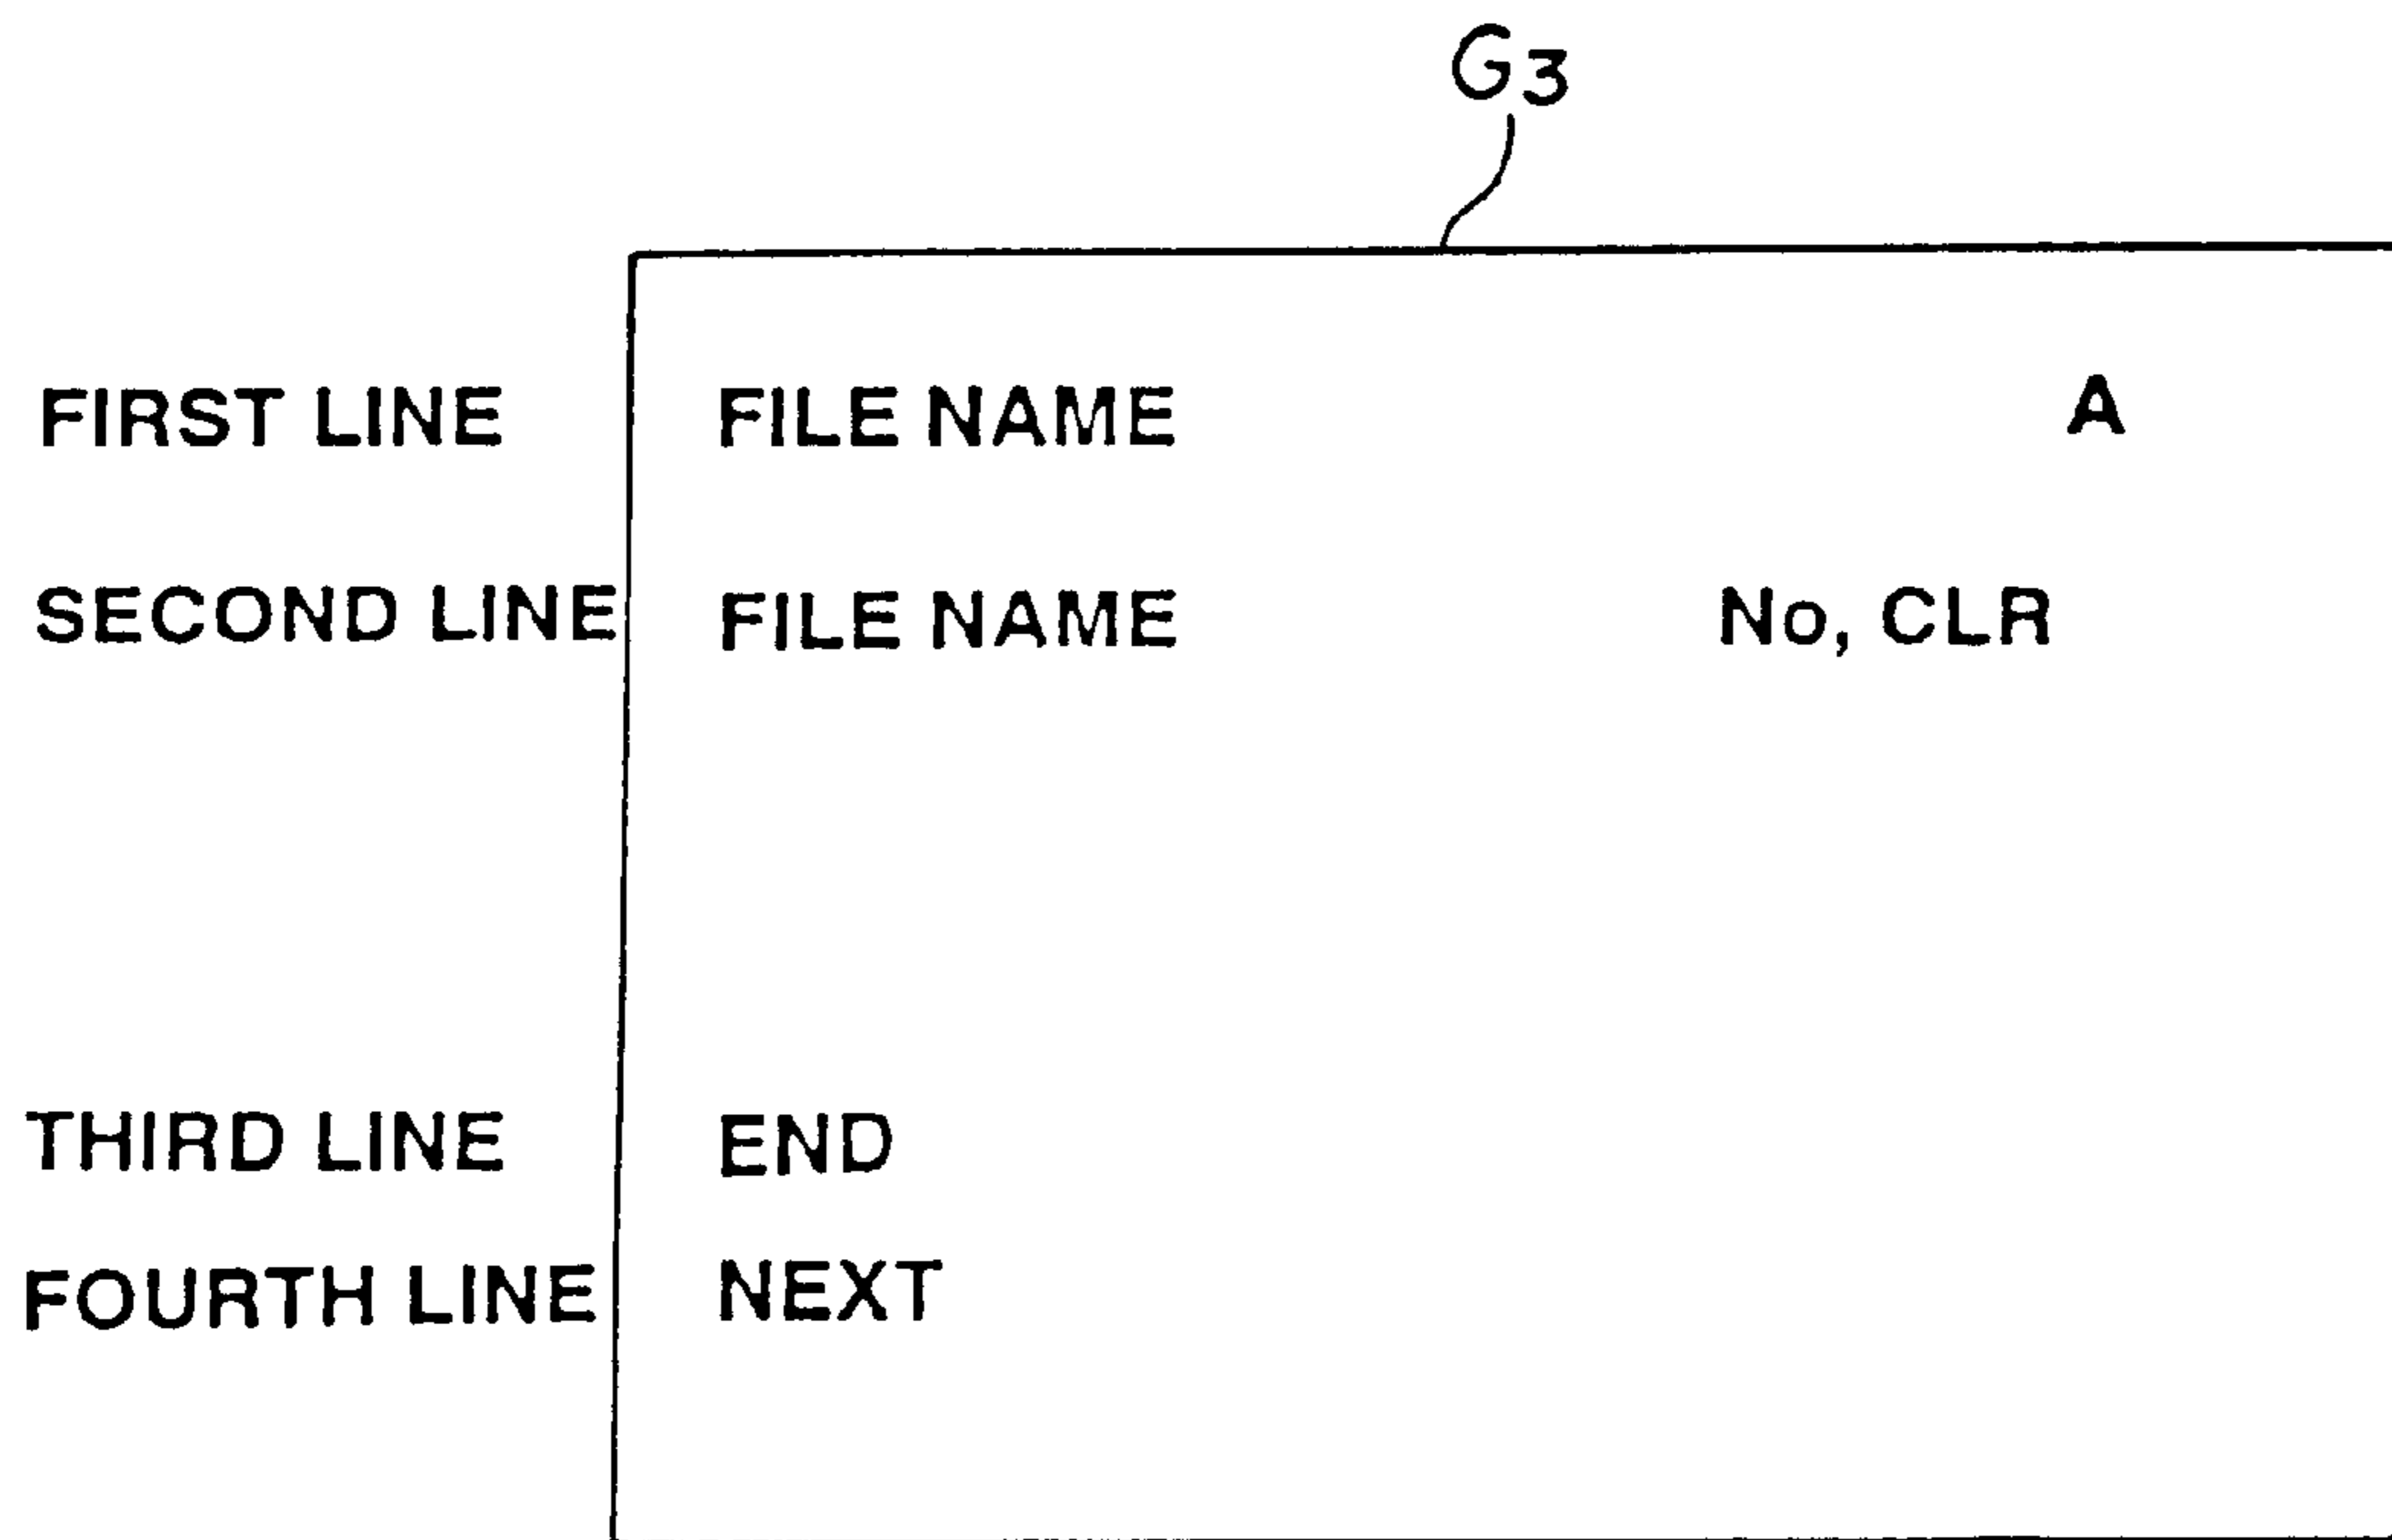 G3
FIRST LINE FILE NAME A
SECOND LINE FILE NAME No, CLR
THIRD LINE END
FOURTH LINE NEXT